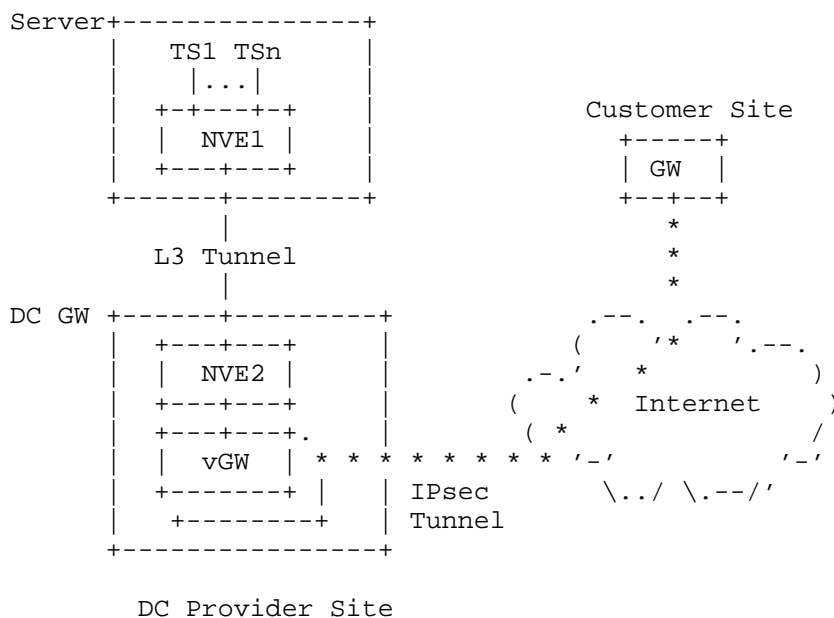 Server+---------------+
| TS1 TSn |
| |...| |
| +-+---+-+ | Customer Site
| | NVE1 | | +-----+
| +---+---+ | | GW |
+------+--------+ +--+--+
| *
L3 Tunnel *
| *
DC GW +------+---------+ .--. .--.
| +---+---+ | ( '* '.--.
| | NVE2 | | .-.' * )
| +---+---+ | ( * Internet )
| +---+---+. | ( * /
| | vGW | * * * * * * * * '-' '-'
| +-------+ | | IPsec \../ \.--/'
| +--------+ | Tunnel
+----------------+
DC Provider Site